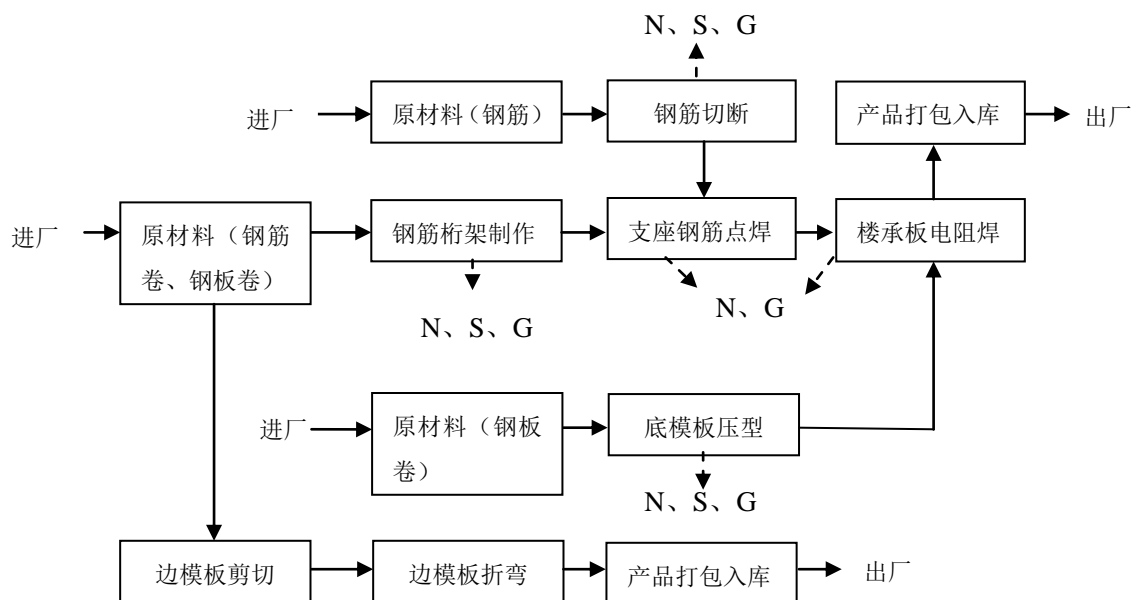 N、S、G
进厂
原材料（钢筋）
钢筋切断
产品打包入库
出厂
进厂
原材料（钢筋
卷、钢板卷）
钢筋桁架制作
支座钢筋点焊
楼承板电阻焊
N、G
N、S、G
进厂
原材料（钢板
卷）
底模板压型
N、S、G
边模板剪切
边模板折弯
产品打包入库
出厂